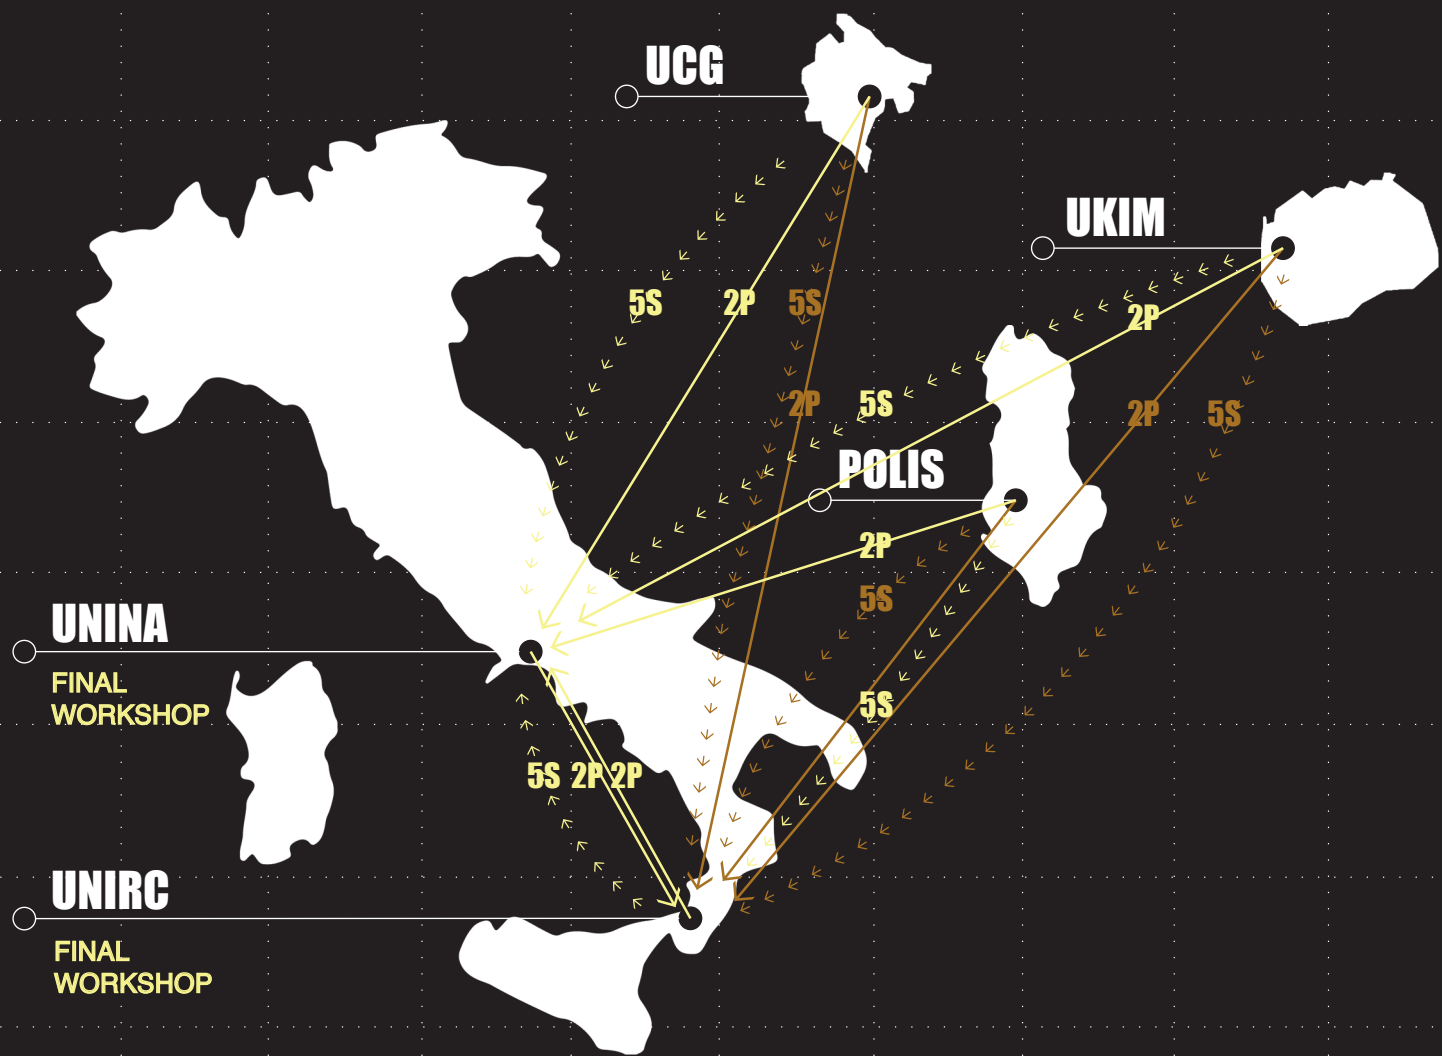 UCG
UKIM
5S
2P
5S
2P
2P
5S
2P
5S
POLIS
2P
5S
UNINA
FINAL
WORKSHOP
5S
5S
2P
2P
UNIRC
FINAL
WORKSHOP